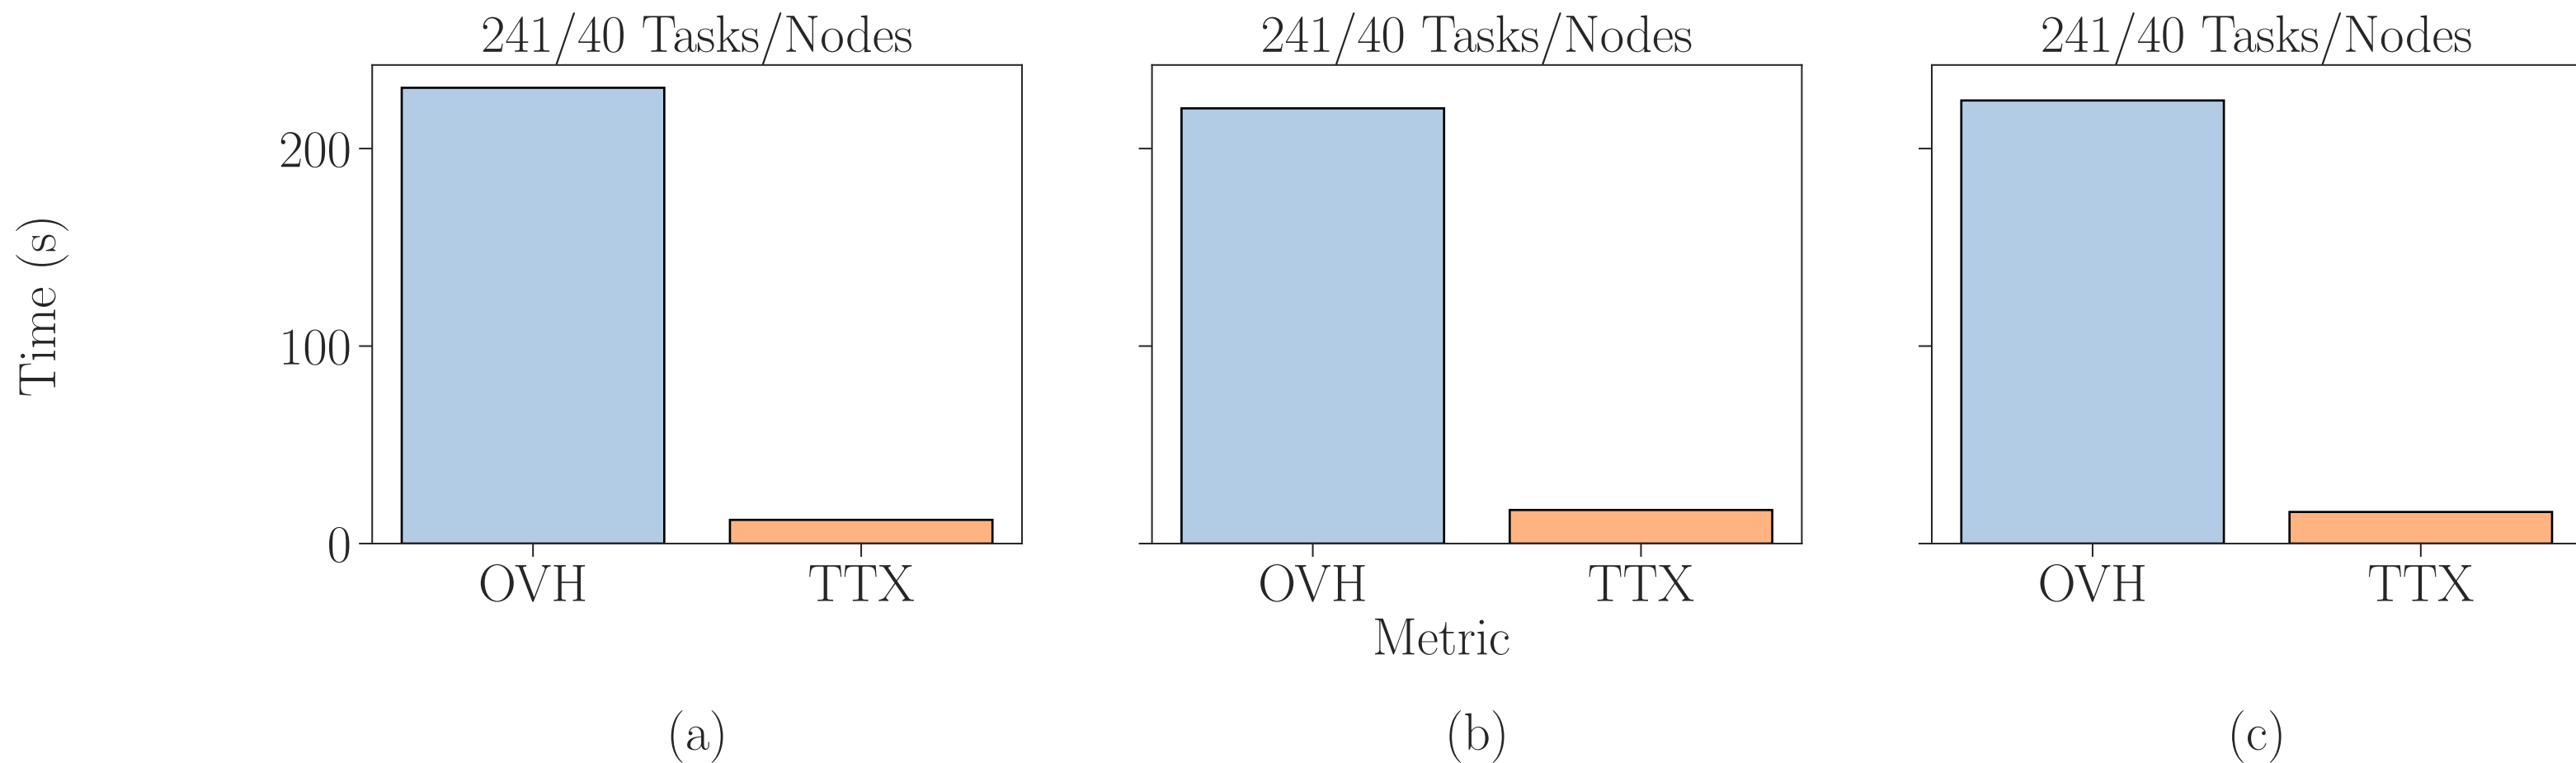 241/40 Tasks/Nodes 241/40 Tasks/Nodes 241/40 Tasks/Nodes
Time (s)
200
100
0
OVH TTX OVH TTX OVH TTX
Metric
(a) (b) (c)